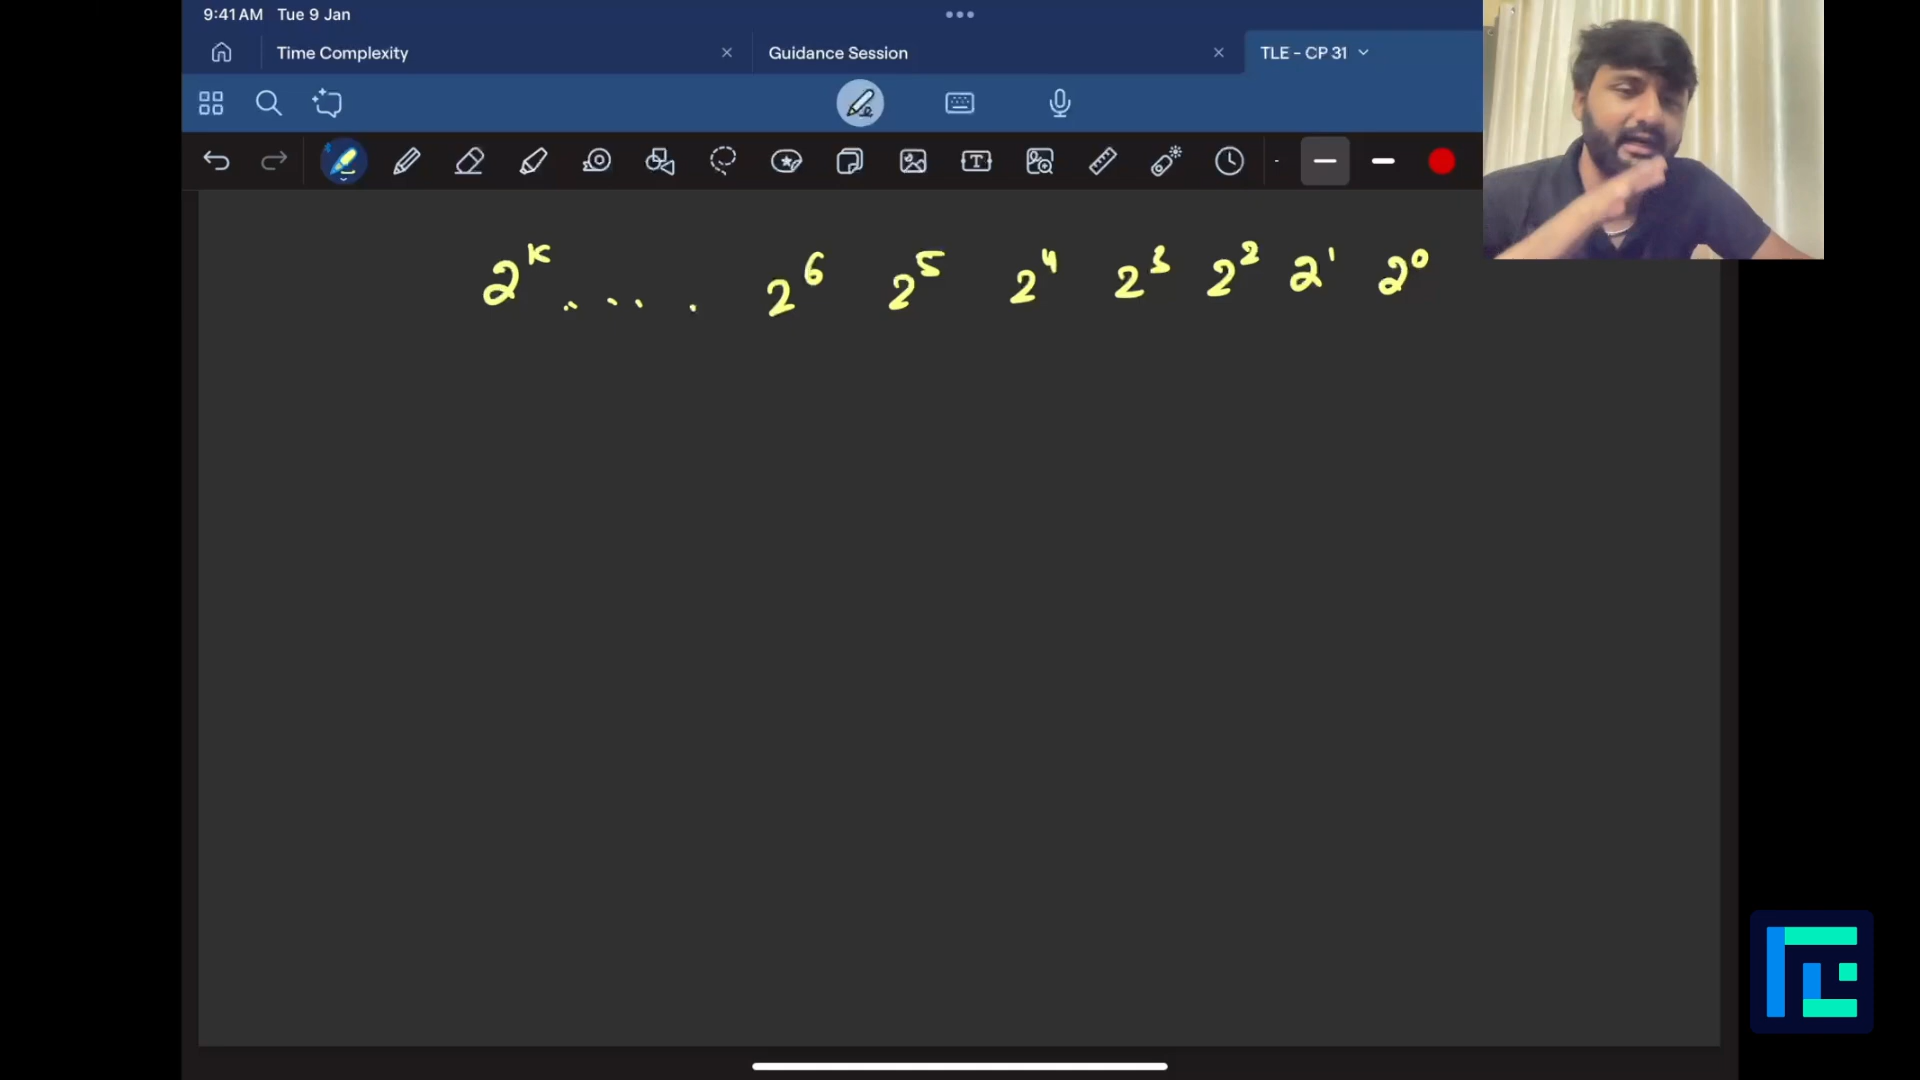 9:41 AM Tue 9 Jan
Time Complexity
Guidance Session
TLE - CP 31
2^k . . . . 2^6 2^5 2^4 2^3 2^2 2^1 2^0